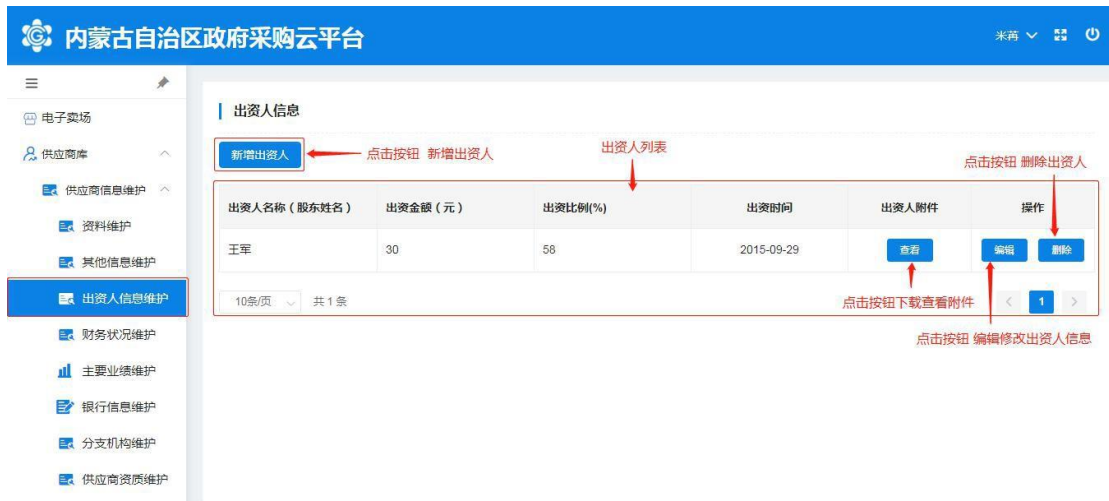 内蒙古自治区政府采购云平台
米苒
电子卖场
供应商库
供应商信息维护
资料维护
其他信息维护
出资人信息维护
财务状况维护
主要业绩维护
银行信息维护
分支机构维护
供应商资质维护
出资人信息
新增出资人
点击按钮 新增出资人
出资人列表
点击按钮 删除出资人
出资人名称（股东姓名） 出资金额（元） 出资比例(%) 出资时间 出资人附件 操作
王军 30 58 2015-09-29 查看 编辑 删除
10条/页 共 1 条
点击按钮下载查看附件
< 1 >
点击按钮 编辑修改出资人信息